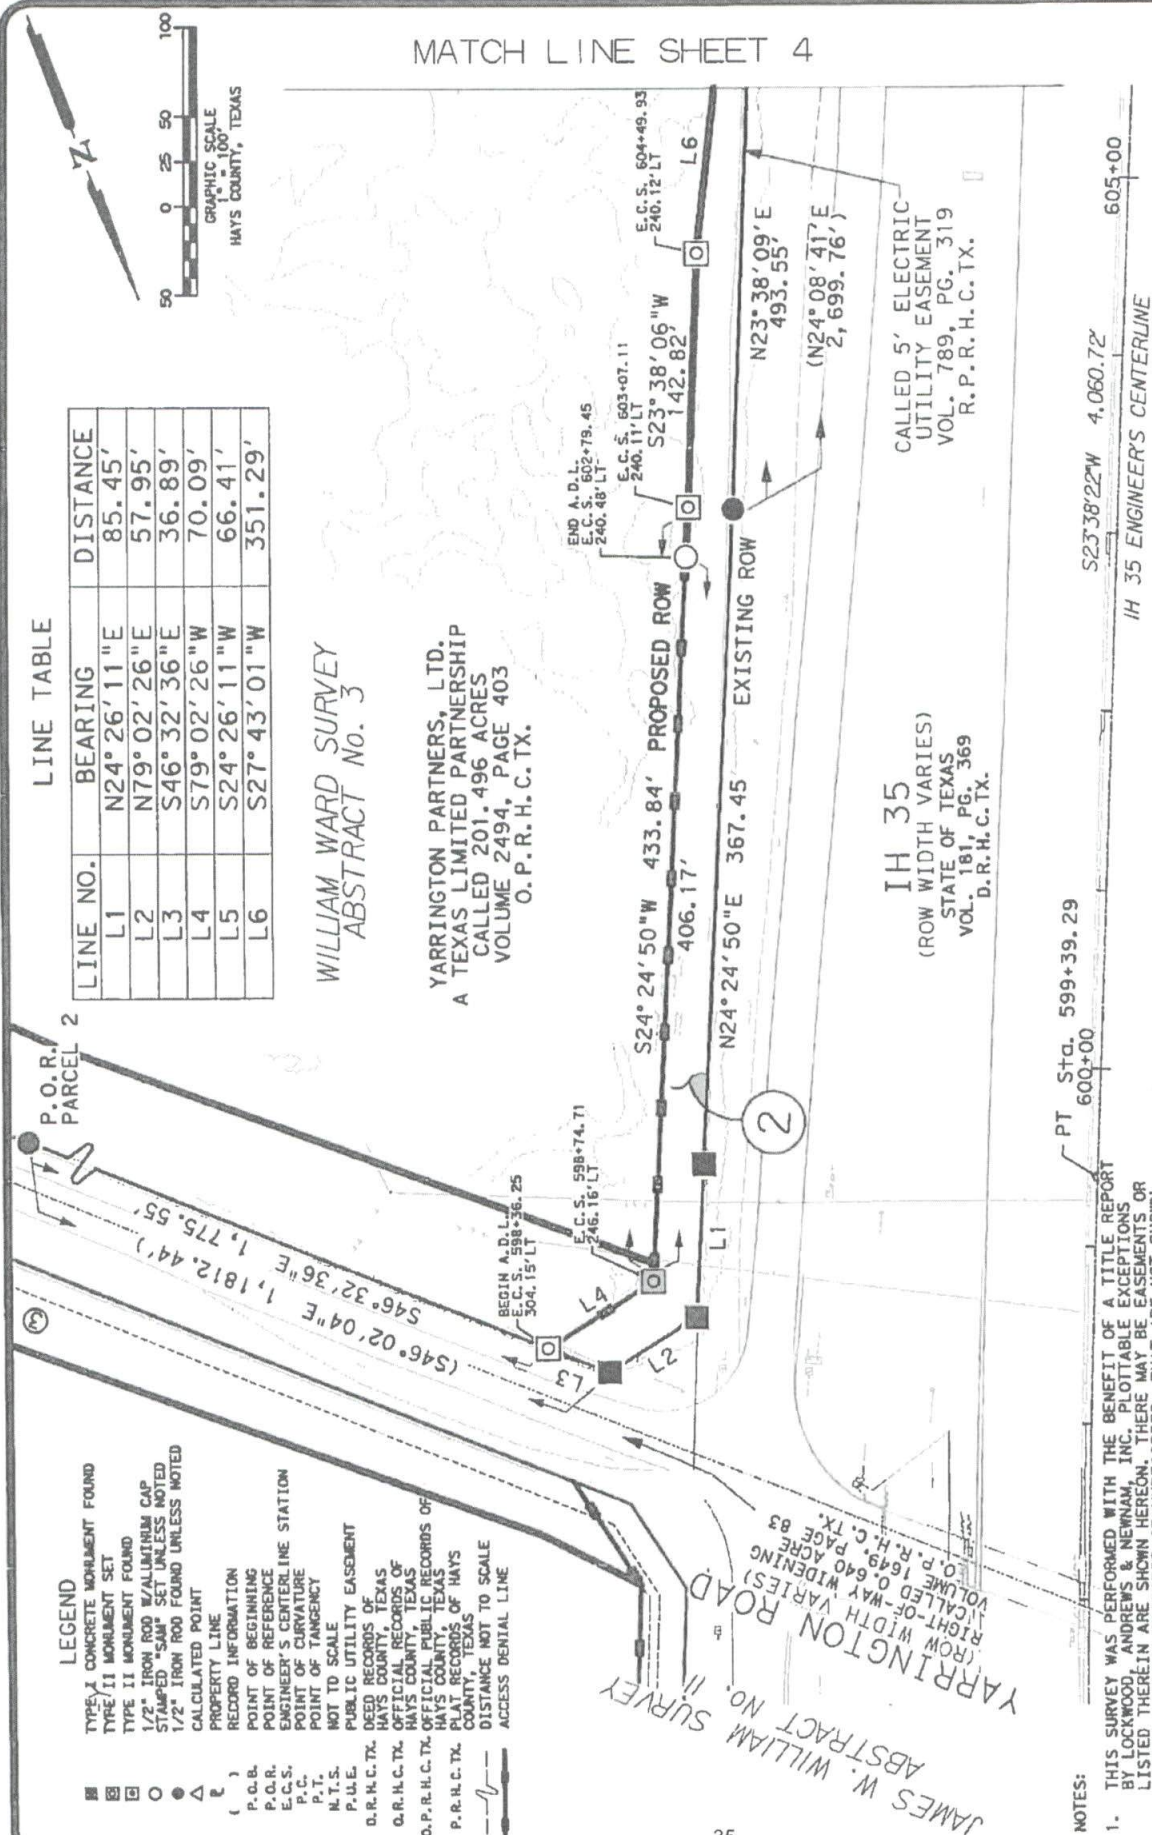 MATCH LINE SHEET 4
100
50
25
0
50
GRAPHIC SCALE
1" = 100'
HAYS COUNTY, TEXAS
LINE TABLE
LINE NO. BEARING DISTANCE
L1 N24°26'11"E 85.45'
L2 N79°02'26"E 57.95'
L3 S46°32'36"E 36.89'
L4 S79°02'26"W 70.09'
L5 S24°26'11"W 66.41'
L6 S27°43'01"W 351.29'
WILLIAM WARD SURVEY
ABSTRACT No. 3
YARRINGTON PARTNERS, LTD.
A TEXAS LIMITED PARTNERSHIP
CALLED 201.496 ACRES
VOLUME 2494, PAGE 403
O.P.R.H.C.TX.
P.O.R.
PARCEL 2
S46°32'36"E 1,775.55'
(S46°02'04"E 1,1812.44')
3
BEGIN A.D.L.
E.C.S. 598+36.25
304.15'LT
E.C.S. 598+74.71
246.16'LT
L4
L3
L2
L1
2
S24°24'50"W 433.84' PROPOSED ROW
406.17'
N24°24'50"E 367.45' EXISTING ROW
END A.D.L.
E.C.S. 602+79.45
240.48'LT
E.C.S. 603+07.11
240.11'LT
S23°38'06"W
142.82'
E.C.S. 604+49.93
240.12'LT
L6
N23°38'09'E
493.55'
(N24°08'41'E
2,699.76')
CALLED 5' ELECTRIC
UTILITY EASEMENT
VOL. 789, PG. 319
R.P.R.H.C.TX.
IH 35
(ROW WIDTH VARIES)
STATE OF TEXAS
VOL. 181, PG. 369
D.R.H.C.TX.
PT Sta. 599+39.29
600+00
605+00
S23°38'22"W 4,060.72'
IH 35 ENGINEER'S CENTERLINE
YARRINGTON ROAD
(ROW WIDTH VARIES)
RIGHT-OF-WAY WIDENING
(CALLED 0.640 ACRE
VOLUME 1649, PAGE 83
O.P.R.H.C.TX.
JAMES W. WILLIAM SURVEY
ABSTRACT No. 11
LEGEND
TYPE I CONCRETE MONUMENT FOUND
TYPE II MONUMENT SET
TYPE II MONUMENT FOUND
1/2" IRON ROD W/ALUMINUM CAP
STAMPED "SAM" SET UNLESS NOTED
1/2" IRON ROD FOUND UNLESS NOTED
CALCULATED POINT
PROPERTY LINE
( ) RECORD INFORMATION
P.O.B. POINT OF BEGINNING
P.O.R. POINT OF REFERENCE
E.C.S. ENGINEER'S CENTERLINE STATION
P.C. POINT OF CURVATURE
P.T. POINT OF TANGENCY
N.T.S. NOT TO SCALE
P.U.E. PUBLIC UTILITY EASEMENT
D.R.H.C.TX. DEED RECORDS OF
HAYS COUNTY, TEXAS
O.R.H.C.TX. OFFICIAL RECORDS OF
HAYS COUNTY, TEXAS
O.P.R.H.C.TX. OFFICIAL PUBLIC RECORDS OF
HAYS COUNTY, TEXAS
P.R.H.C.TX. PLAT RECORDS OF HAYS
COUNTY, TEXAS
DISTANCE NOT TO SCALE
ACCESS DENIAL LINE
NOTES:
1. THIS SURVEY WAS PERFORMED WITH THE BENEFIT OF A TITLE REPORT
BY LOCKWOOD, ANDREWS & NEWNAM, INC. PLOTTABLE EXCEPTIONS
LISTED THEREIN ARE SHOWN HEREON. THERE MAY BE EASEMENTS OR